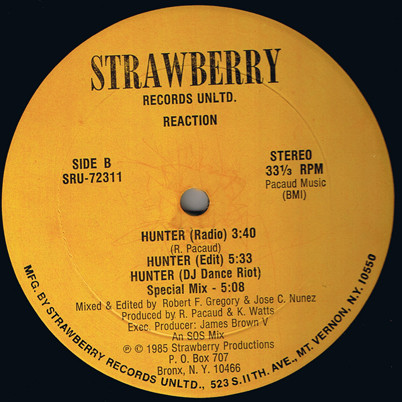 STRAWBERRY
RECORDS UNLTD.
REACTION
SIDE B
SRU-72311
STEREO
33⅓ RPM
Pacaud Music
(BMI)
HUNTER (Radio) 3:40
(R. Pacaud)
HUNTER (Edit) 5:33
HUNTER (DJ Dance Riot)
Special Mix - 5:08
Mixed & Edited by Robert F. Gregory & Jose C. Nunez
Produced by R. Pacaud & K. Watts
Exec. Producer: James Brown V
An SOS Mix
℗ © 1985 Strawberry Productions
P. O. Box 707
Bronx, N. Y. 10466
MFG. BY STRAWBERRY RECORDS UNLTD., 523 S. 11 TH. AVE., MT. VERNON, N.Y. 10550